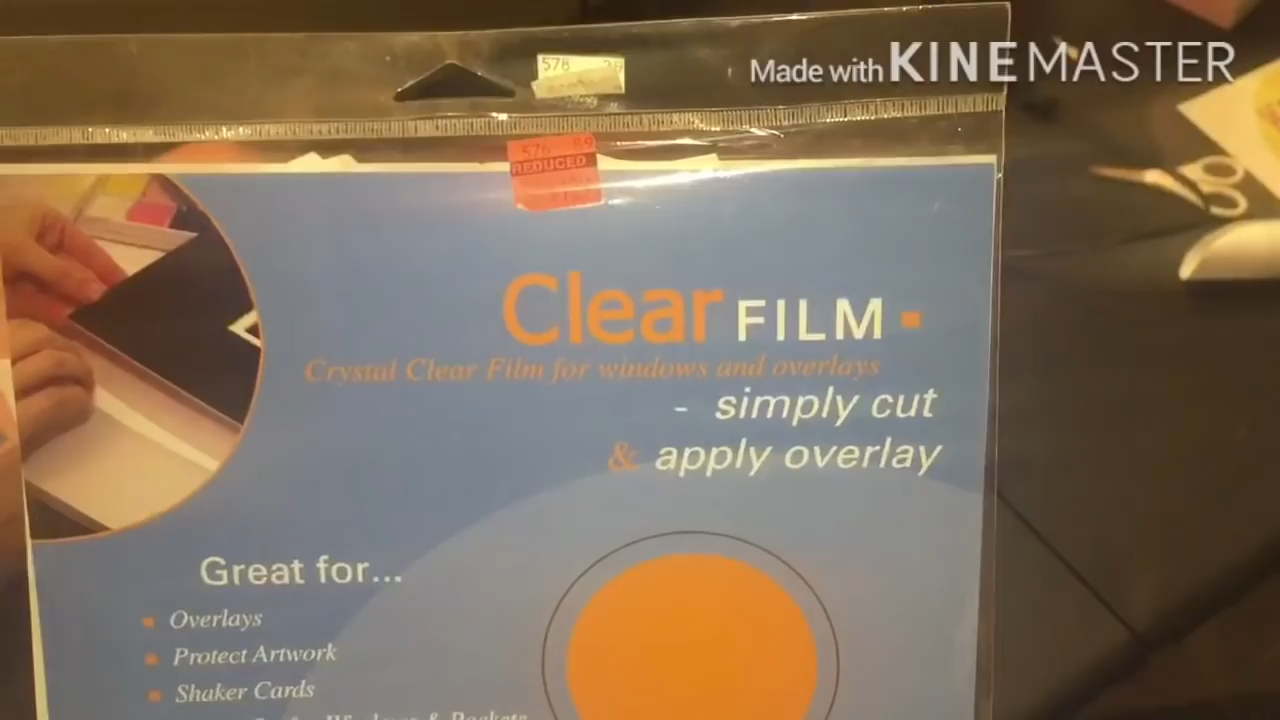 Made with KINEMASTER
578
REDUCED
Clear FILM
Crystal Clear Film for windows and overlays
- simply cut
& apply overlay
Great for...
Overlays
Protect Artwork
Shaker Cards
& Pockets